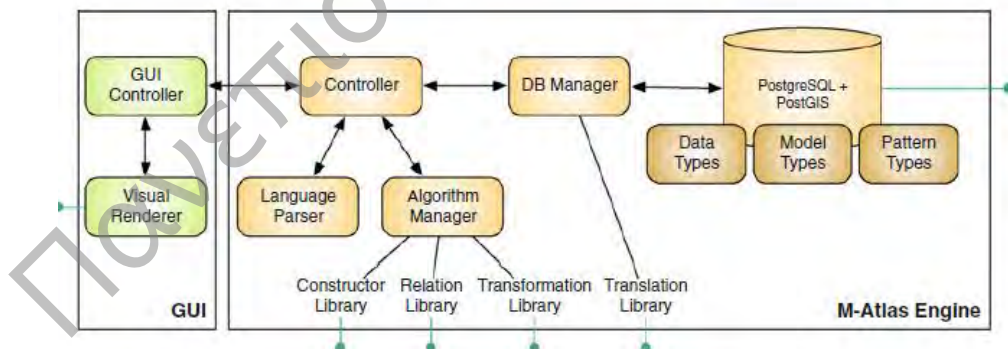 GUI
Controller
Visual
Renderer
GUI
Controller
DB Manager
PostgreSQL +
PostGIS
Data
Types
Model
Types
Pattern
Types
Language
Parser
Algorithm
Manager
Constructor
Library
Relation
Library
Transformation
Library
Translation
Library
M-Atlas Engine
Πανεπισ